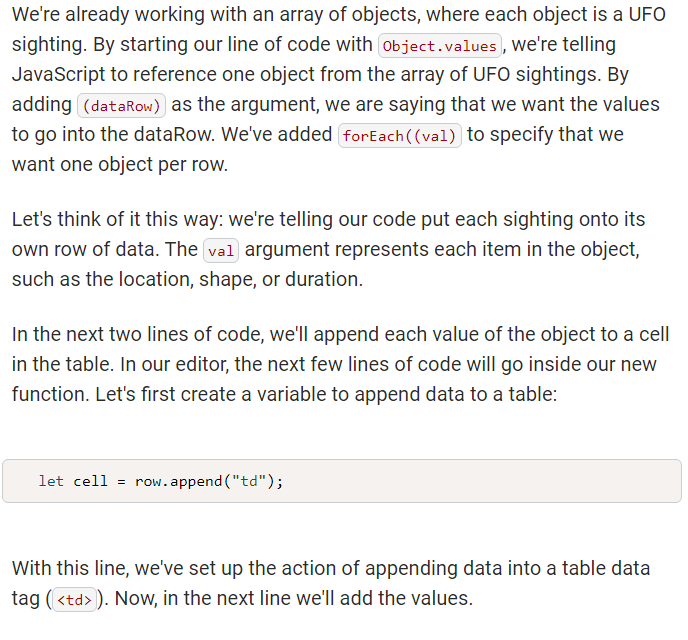 We're already working with an array of objects, where each object is a UFO
sighting. By starting our line of code with Object.values, we're telling
JavaScript to reference one object from the array of UFO sightings. By
adding (dataRow) as the argument, we are saying that we want the values
to go into the dataRow. We've added forEach((val) to specify that we
want one object per row.
Let's think of it this way: we're telling our code put each sighting onto its
own row of data. The val argument represents each item in the object,
such as the location, shape, or duration.
In the next two lines of code, we'll append each value of the object to a cell
in the table. In our editor, the next few lines of code will go inside our new
function. Let's first create a variable to append data to a table:
let cell = row.append("td");
With this line, we've set up the action of appending data into a table data
tag (<td>). Now, in the next line we'll add the values.